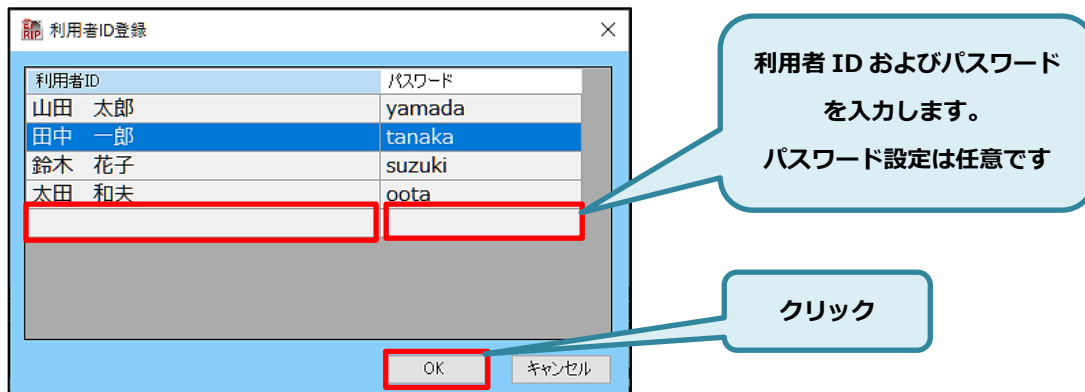 利用者ID登録
利用者ID パスワード
山田　太郎 yamada
田中　一郎 tanaka
鈴木　花子 suzuki
太田　和夫 oota
OK キャンセル
利用者 ID およびパスワード
を入力します。
パスワード設定は任意です
クリック